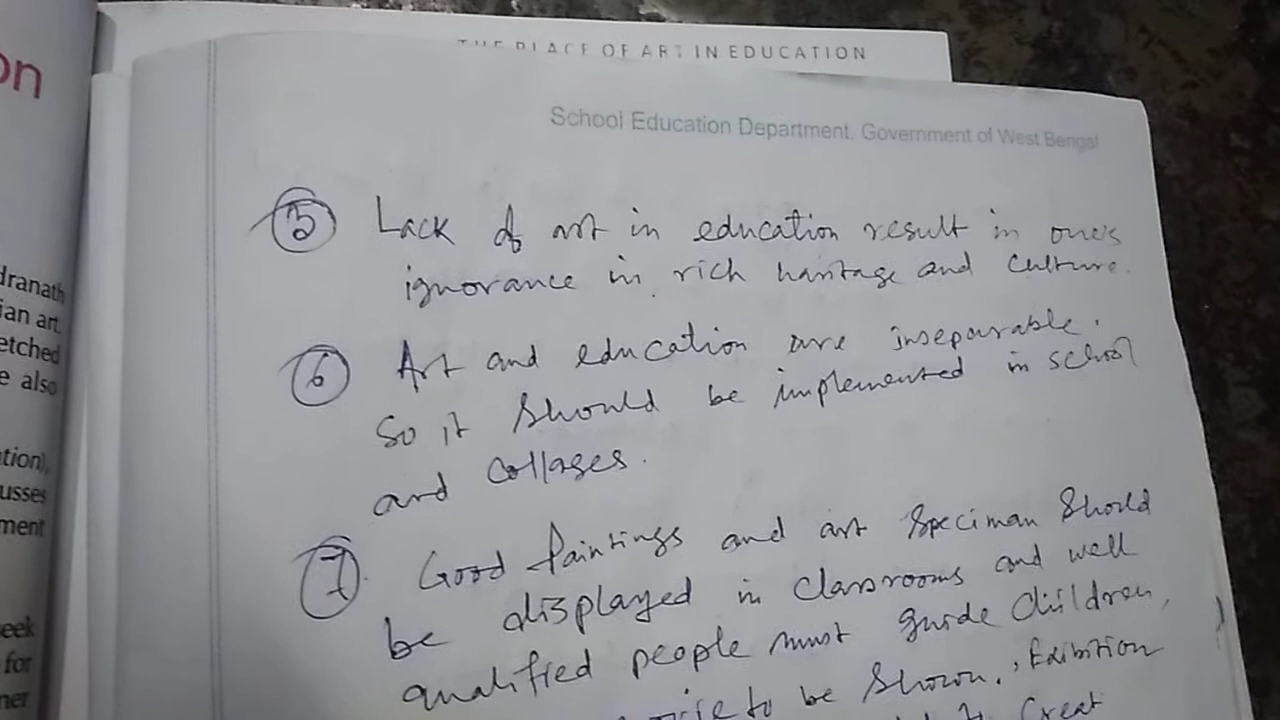 on
THE PLACE OF ART IN EDUCATION
School Education Department. Government of West Bengal
dranath
ian art.
etched
e also
tion),
usses
ment
eek
for
ner
5 Lack of art in education result in one's
ignorance in rich haritage and culture.
6 Art and education are inseparable.
So it should be implemented in school
and collages.
7. Good Paintings and art speciman should
be displayed in classrooms and well
qualified people must guide children,
to be shown. , Exibition
Creat